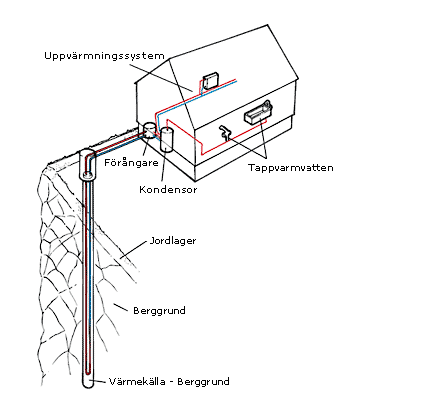 Uppvärmningssystem
Förångare
Kondensor
Tappvarmvatten
Jordlager
Berggrund
Värmekälla - Berggrund